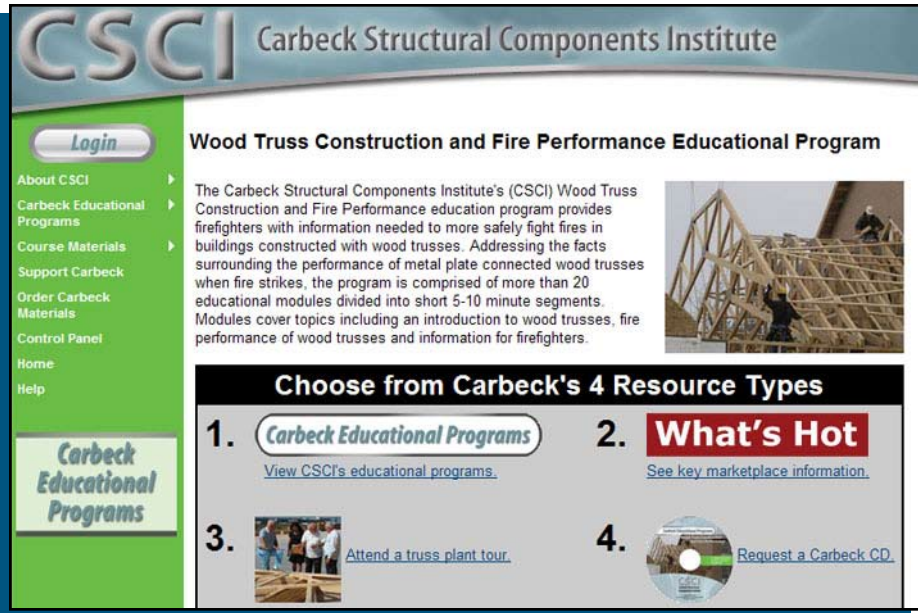 CSCI Carbeck Structural Components Institute
Login
About CSCI
Carbeck Educational
Programs
Course Materials
Support Carbeck
Order Carbeck
Materials
Control Panel
Home
Help
Carbeck
Educational
Programs
Wood Truss Construction and Fire Performance Educational Program
The Carbeck Structural Components Institute's (CSCI) Wood Truss
Construction and Fire Performance education program provides
firefighters with information needed to more safely fight fires in
buildings constructed with wood trusses. Addressing the facts
surrounding the performance of metal plate connected wood trusses
when fire strikes, the program is comprised of more than 20
educational modules divided into short 5-10 minute segments.
Modules cover topics including an introduction to wood trusses, fire
performance of wood trusses and information for firefighters.
Choose from Carbeck's 4 Resource Types
1. Carbeck Educational Programs
View CSCI's educational programs.
2. What's Hot
See key marketplace information.
3. Attend a truss plant tour.
4. Request a Carbeck CD.
CSCI